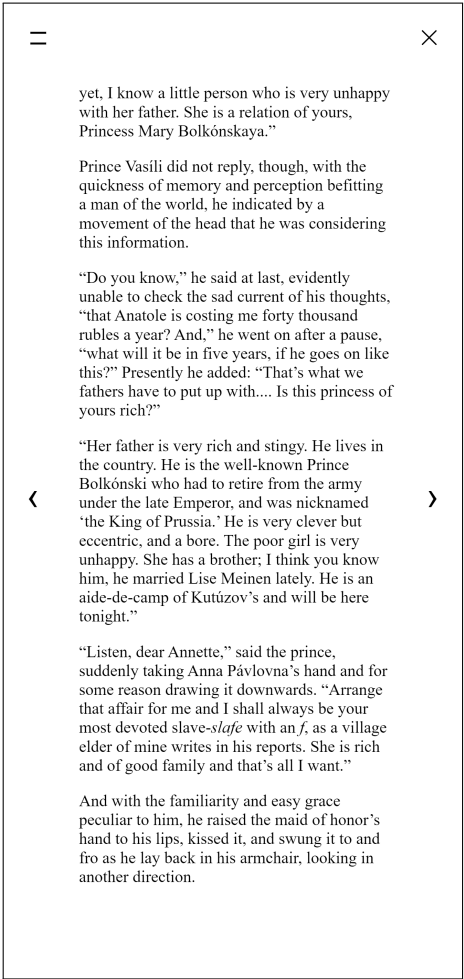 yet, I know a little person who is very unhappy
with her father. She is a relation of yours,
Princess Mary Bolkónskaya.”
Prince Vasíli did not reply, though, with the
quickness of memory and perception befitting
a man of the world, he indicated by a
movement of the head that he was considering
this information.
“Do you know,” he said at last, evidently
unable to check the sad current of his thoughts,
“that Anatole is costing me forty thousand
rubles a year? And,” he went on after a pause,
“what will it be in five years, if he goes on like
this?” Presently he added: “That’s what we
fathers have to put up with.... Is this princess of
yours rich?”
“Her father is very rich and stingy. He lives in
the country. He is the well-known Prince
Bolkónski who had to retire from the army
under the late Emperor, and was nicknamed
‘the King of Prussia.’ He is very clever but
eccentric, and a bore. The poor girl is very
unhappy. She has a brother; I think you know
him, he married Lise Meinen lately. He is an
aide-de-camp of Kutúzov’s and will be here
tonight.”
“Listen, dear Annette,” said the prince,
suddenly taking Anna Pávlovna’s hand and for
some reason drawing it downwards. “Arrange
that affair for me and I shall always be your
most devoted slave-slafe with an f, as a village
elder of mine writes in his reports. She is rich
and of good family and that’s all I want.”
And with the familiarity and easy grace
peculiar to him, he raised the maid of honor’s
hand to his lips, kissed it, and swung it to and
fro as he lay back in his armchair, looking in
another direction.